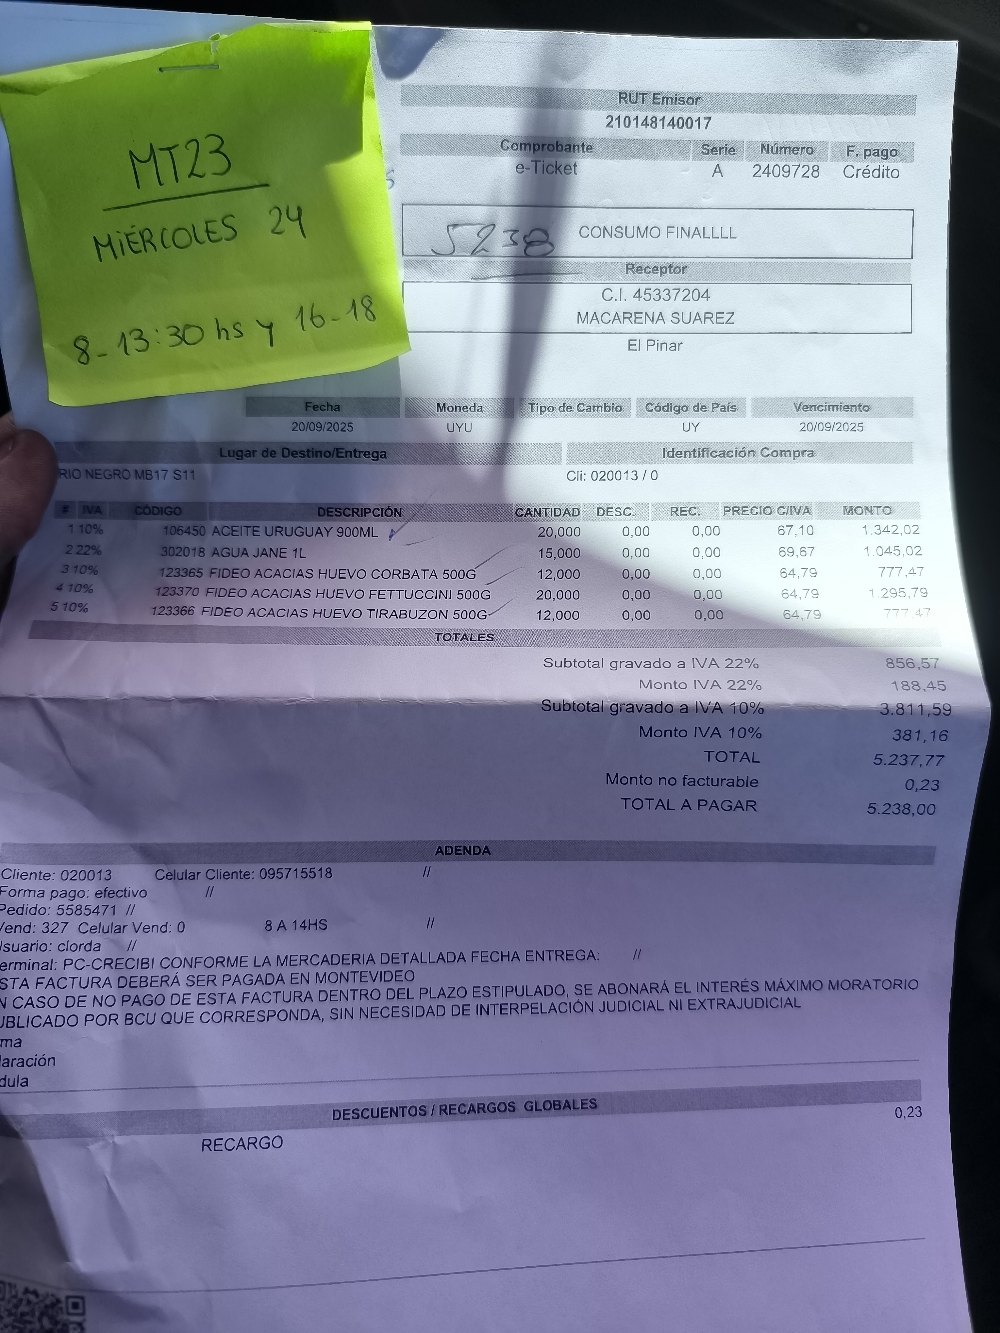 MT23
MIÉRCOLES 24
8-13:30 hs y 16-18
RUT Emisor
210148140017
Comprobante Serie Número F. pago
e-Ticket A 2409728 Crédito
5238 CONSUMO FINALLLL
Receptor
C.I. 45337204
MACARENA SUAREZ
El Pinar
Fecha Moneda Tipo de Cambio Código de País Vencimiento
20/09/2025 UYU UY 20/09/2025
Lugar de Destino/Entrega Identificación Compra
RIO NEGRO MB17 S11 Cli: 020013 / 0
# IVA CÓDIGO DESCRIPCIÓN CANTIDAD DESC. REC. PRECIO C/IVA MONTO
1 10% 106450 ACEITE URUGUAY 900ML 20,000 0,00 0,00 67,10 1.342,02
2 22% 302018 AGUA JANE 1L 15,000 0,00 0,00 69,67 1.045,02
3 10% 123365 FIDEO ACACIAS HUEVO CORBATA 500G 12,000 0,00 0,00 64,79 777,47
4 10% 123370 FIDEO ACACIAS HUEVO FETTUCCINI 500G 20,000 0,00 0,00 64,79 1.295,79
5 10% 123366 FIDEO ACACIAS HUEVO TIRABUZON 500G 12,000 0,00 0,00 64,79 777,47
TOTALES
Subtotal gravado a IVA 22% 856,57
Monto IVA 22% 188,45
Subtotal gravado a IVA 10% 3.811,59
Monto IVA 10% 381,16
TOTAL 5.237,77
Monto no facturable 0,23
TOTAL A PAGAR 5.238,00
ADENDA
Cliente: 020013 Celular Cliente: 095715518 //
Forma pago: efectivo //
Pedido: 5585471 //
Vend: 327 Celular Vend: 0 8 A 14HS //
suario: clorda //
erminal: PC-CRECIBI CONFORME LA MERCADERIA DETALLADA FECHA ENTREGA: //
STA FACTURA DEBERÁ SER PAGADA EN MONTEVIDEO
N CASO DE NO PAGO DE ESTA FACTURA DENTRO DEL PLAZO ESTIPULADO, SE ABONARÁ EL INTERÉS MÁXIMO MORATORIO
UBLICADO POR BCU QUE CORRESPONDA, SIN NECESIDAD DE INTERPELACIÓN JUDICIAL NI EXTRAJUDICIAL
ma
laración
dula
DESCUENTOS / RECARGOS GLOBALES
RECARGO 0,23